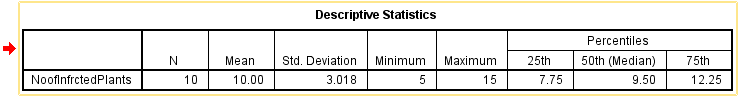 Descriptive Statistics
Percentiles
N Mean Std. Deviation Minimum Maximum 25th 50th (Median) 75th
NoofInfrctedPlants 10 10.00 3.018 5 15 7.75 9.50 12.25